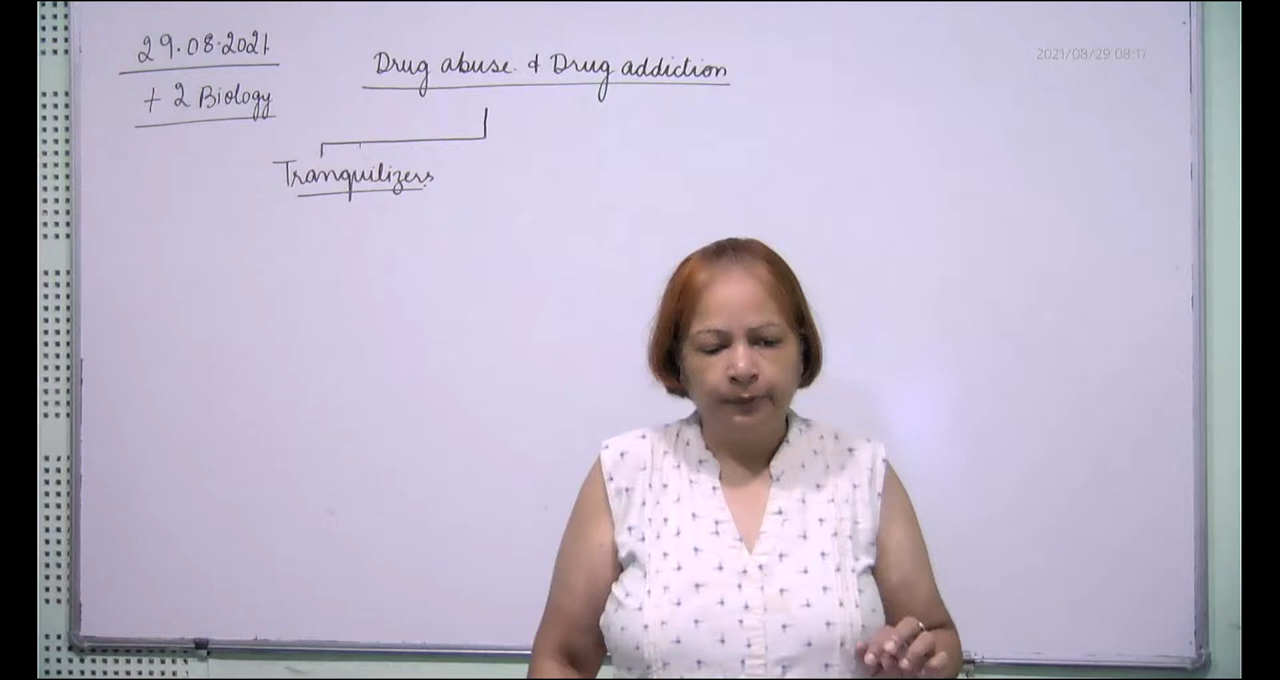 29.08.2021
+ 2 Biology
Drug abuse. & Drug addiction
Tranquilizers
2021/08/29 08:17